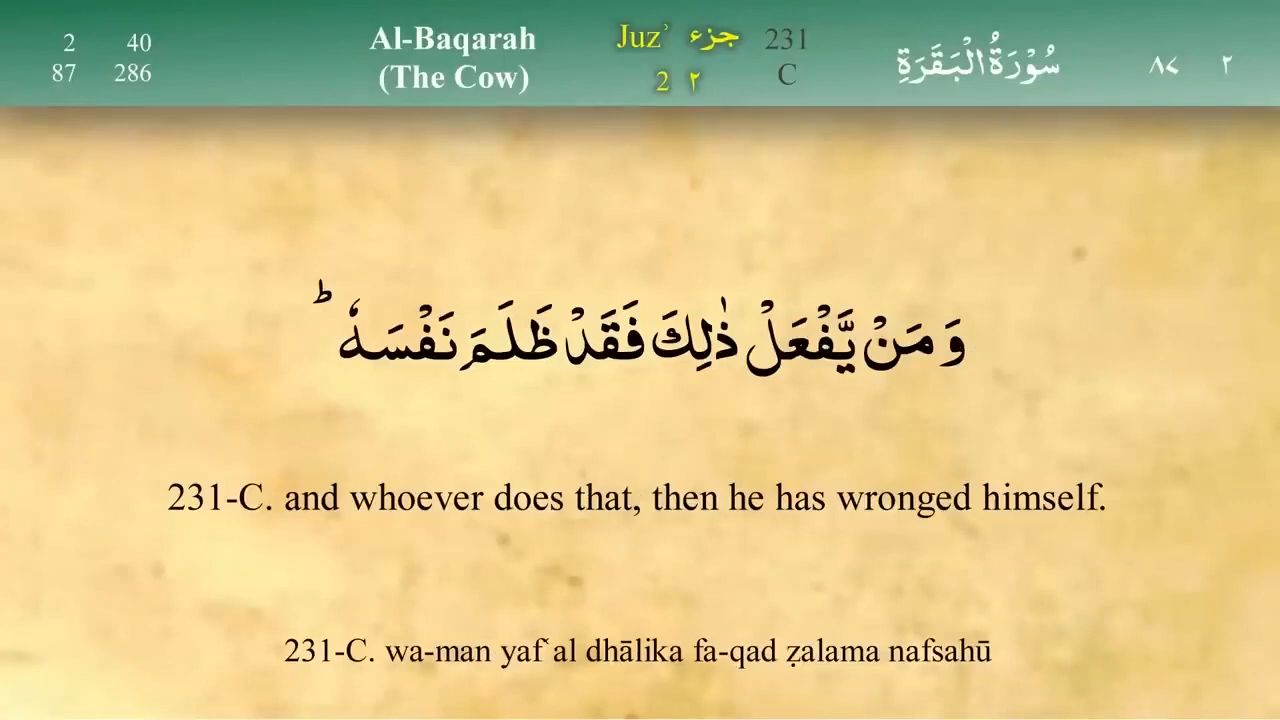 2 40 Al-Baqarah Juzʾ جزء 231 سُوْرَةُ الْبَقَرَةِ ٨٧ ٢
87 286 (The Cow) 2 ٢ C
وَ مَنْ يَّفْعَلْ ذٰلِكَ فَقَدْ ظَلَمَ نَفْسَهٗ ؕ
231-C. and whoever does that, then he has wronged himself.
231-C. wa-man yafʿal dhālika fa-qad ẓalama nafsahū